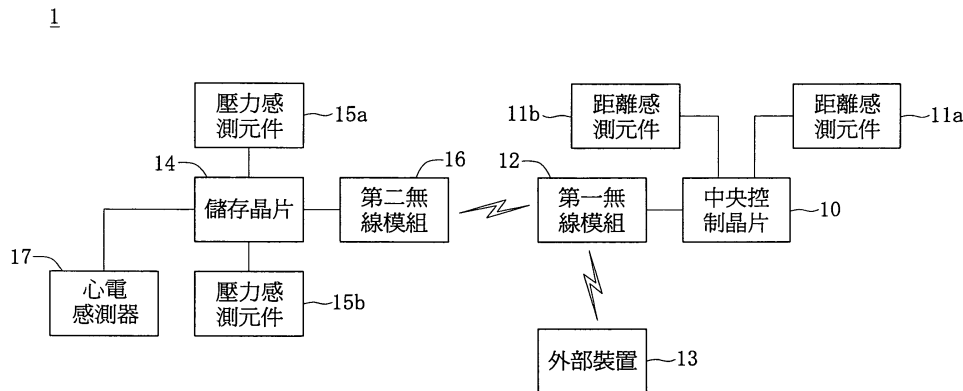 1
壓力感
測元件
15a
11b
距離感
測元件
距離感
測元件
11a
14
儲存晶片
16
第二無
線模組
12
第一無
線模組
中央控
制晶片
10
17
心電
感測器
壓力感
測元件
15b
外部裝置
13